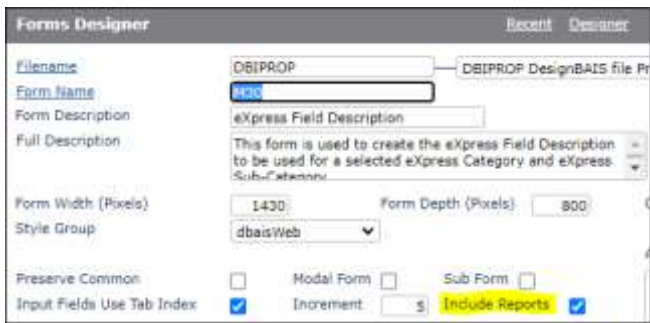 Forms Designer Recent Designer
Filename DBIPROP DBIPROP DesignBAIS file Pr
Form Name M30
Form Description eXpress Field Description
Full Description This form is used to create the eXpress Field Description
to be used for a selected eXpress Category and eXpress
Sub-Category
Form Width (Pixels) 1430 Form Depth (Pixels) 800
Style Group dbaisWeb
Preserve Common Modal Form Sub Form
Input Fields Use Tab Index Increment 5 Include Reports